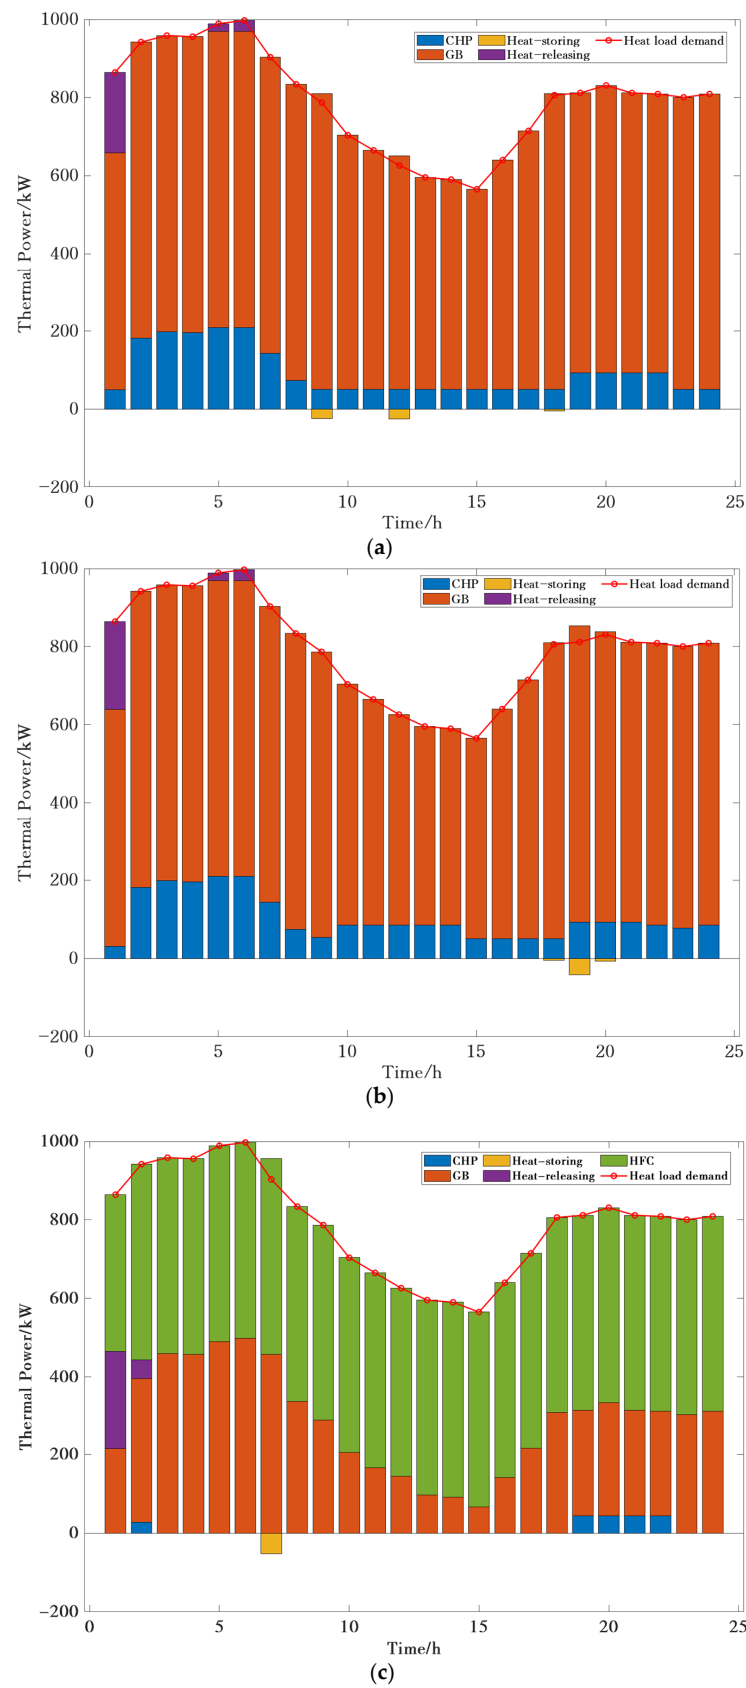 1000
CHP Heat-storing Heat load demand
GB Heat-releasing
800
600
400
200
0
−200
0 5 10 15 20 25
Thermal Power/kW
Time/h
(a)
1000
CHP Heat-storing Heat load demand
GB Heat-releasing
800
600
400
200
0
−200
0 5 10 15 20 25
Thermal Power/kW
Time/h
(b)
1000
CHP Heat-storing HFC
GB Heat-releasing Heat load demand
800
600
400
200
0
−200
0 5 10 15 20 25
Thermal Power/kW
Time/h
(c)